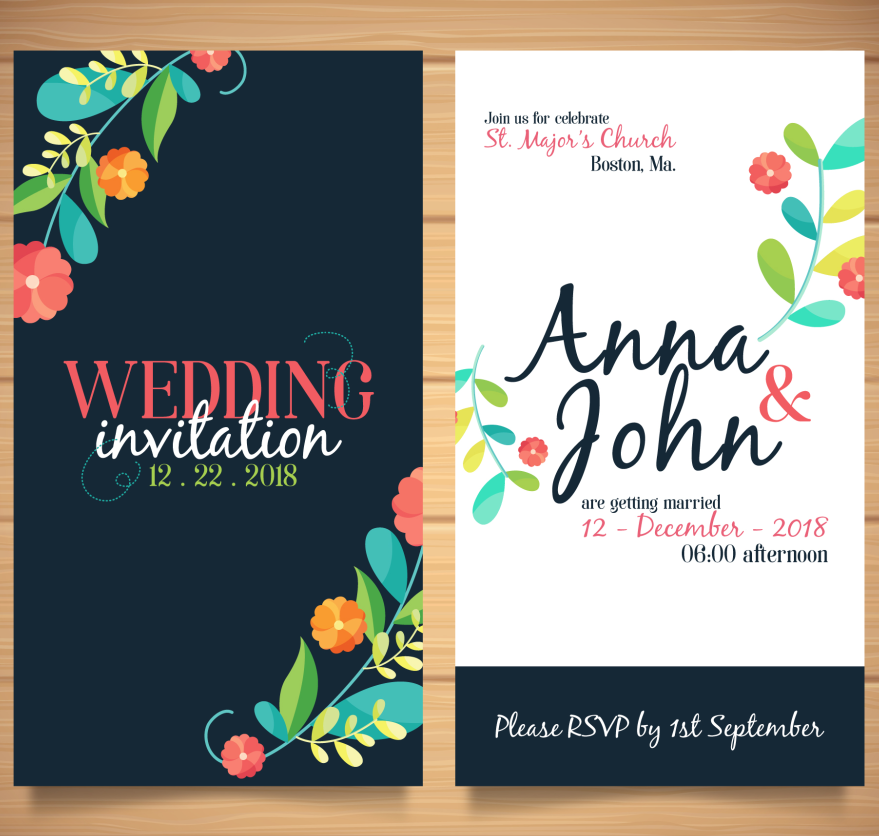 WEDDING
invitation
12 . 22 . 2018
Join us for celebrate
St. Major's Church
Boston, Ma.
Anna
&
John
are getting married
12 - December - 2018
06:00 afternoon
Please RSVP by 1st September